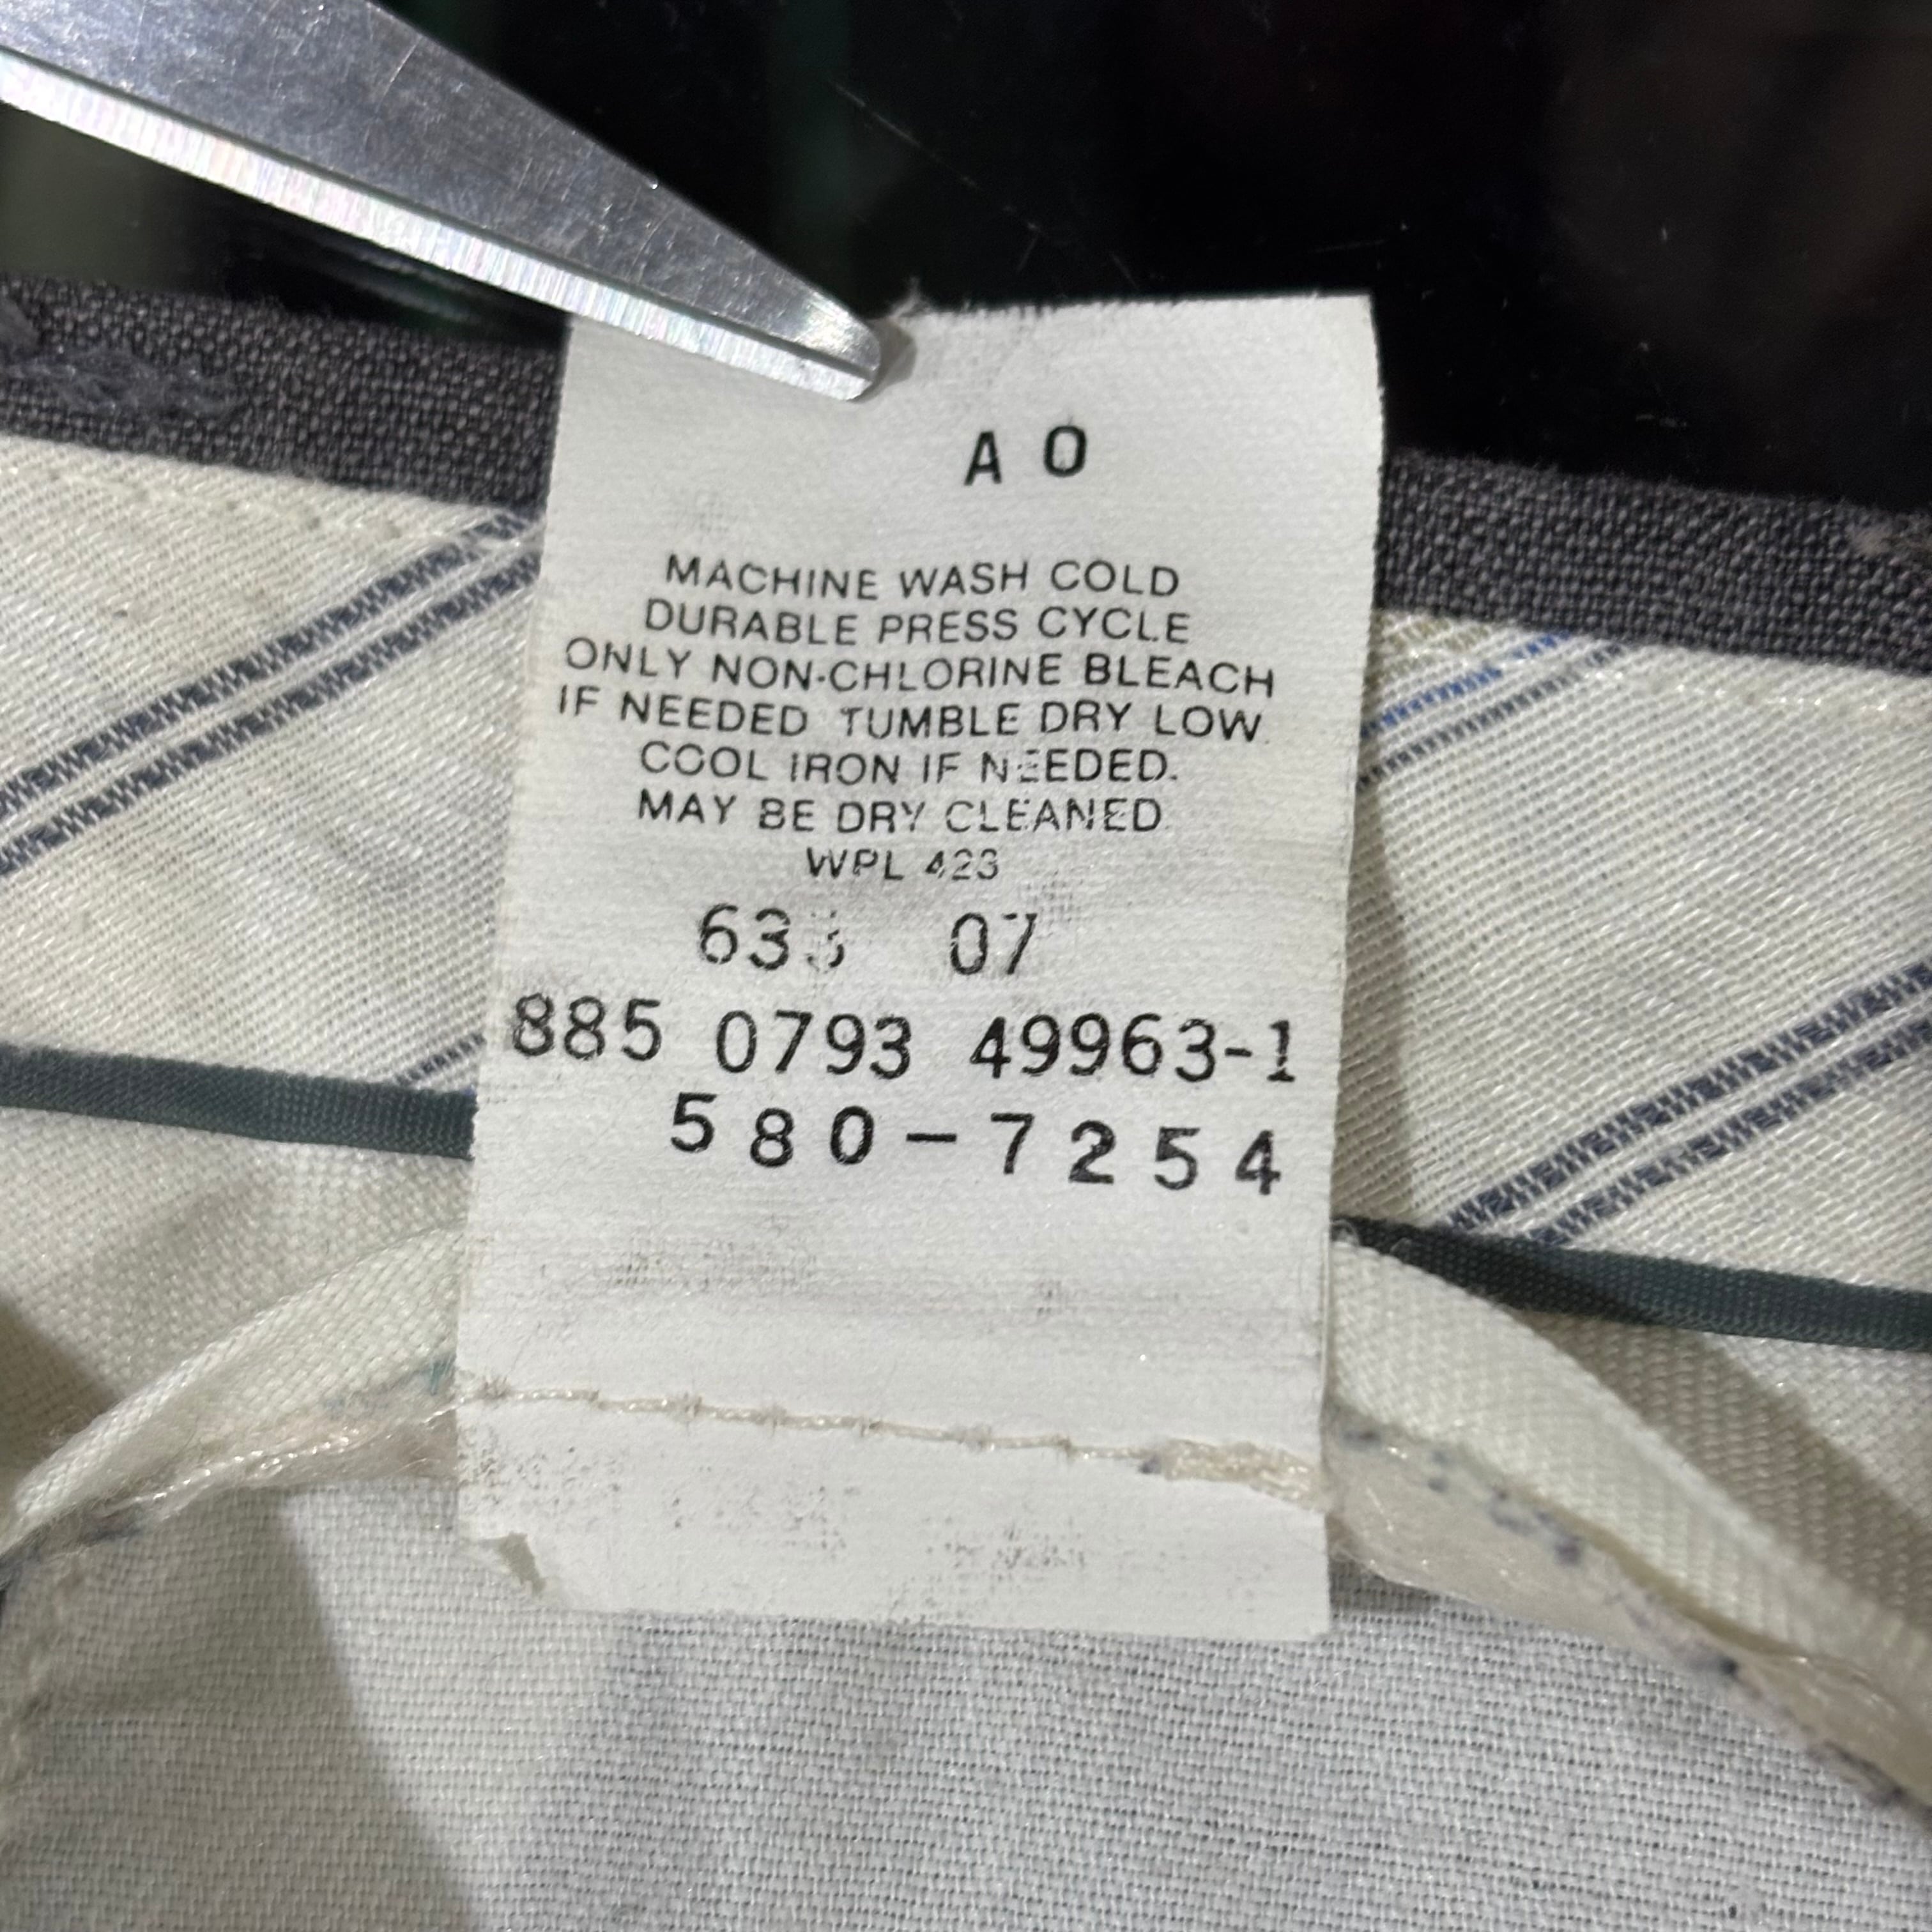 A 0
MACHINE WASH COLD
DURABLE PRESS CYCLE
ONLY NON-CHLORINE BLEACH
IF NEEDED TUMBLE DRY LOW
COOL IRON IF NEEDED.
MAY BE DRY CLEANED
WPL 423
07
885 0793 49963-1
580-7254